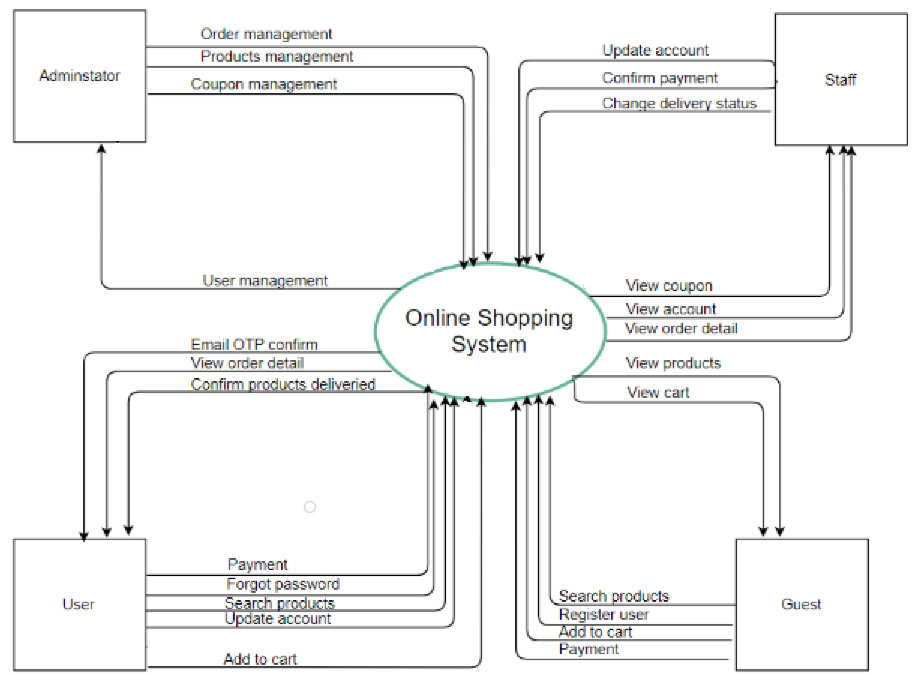 Adminstator
Order management
Products management
Coupon management
User management
Update account
Confirm payment
Change delivery status
Staff
View coupon
View account
View order detail
Online Shopping
System
Email OTP confirm
View order detail
Confirm products deliveried
View products
View cart
User
Payment
Forgot password
Search products
Update account
Add to cart
Search products
Register user
Add to cart
Payment
Guest